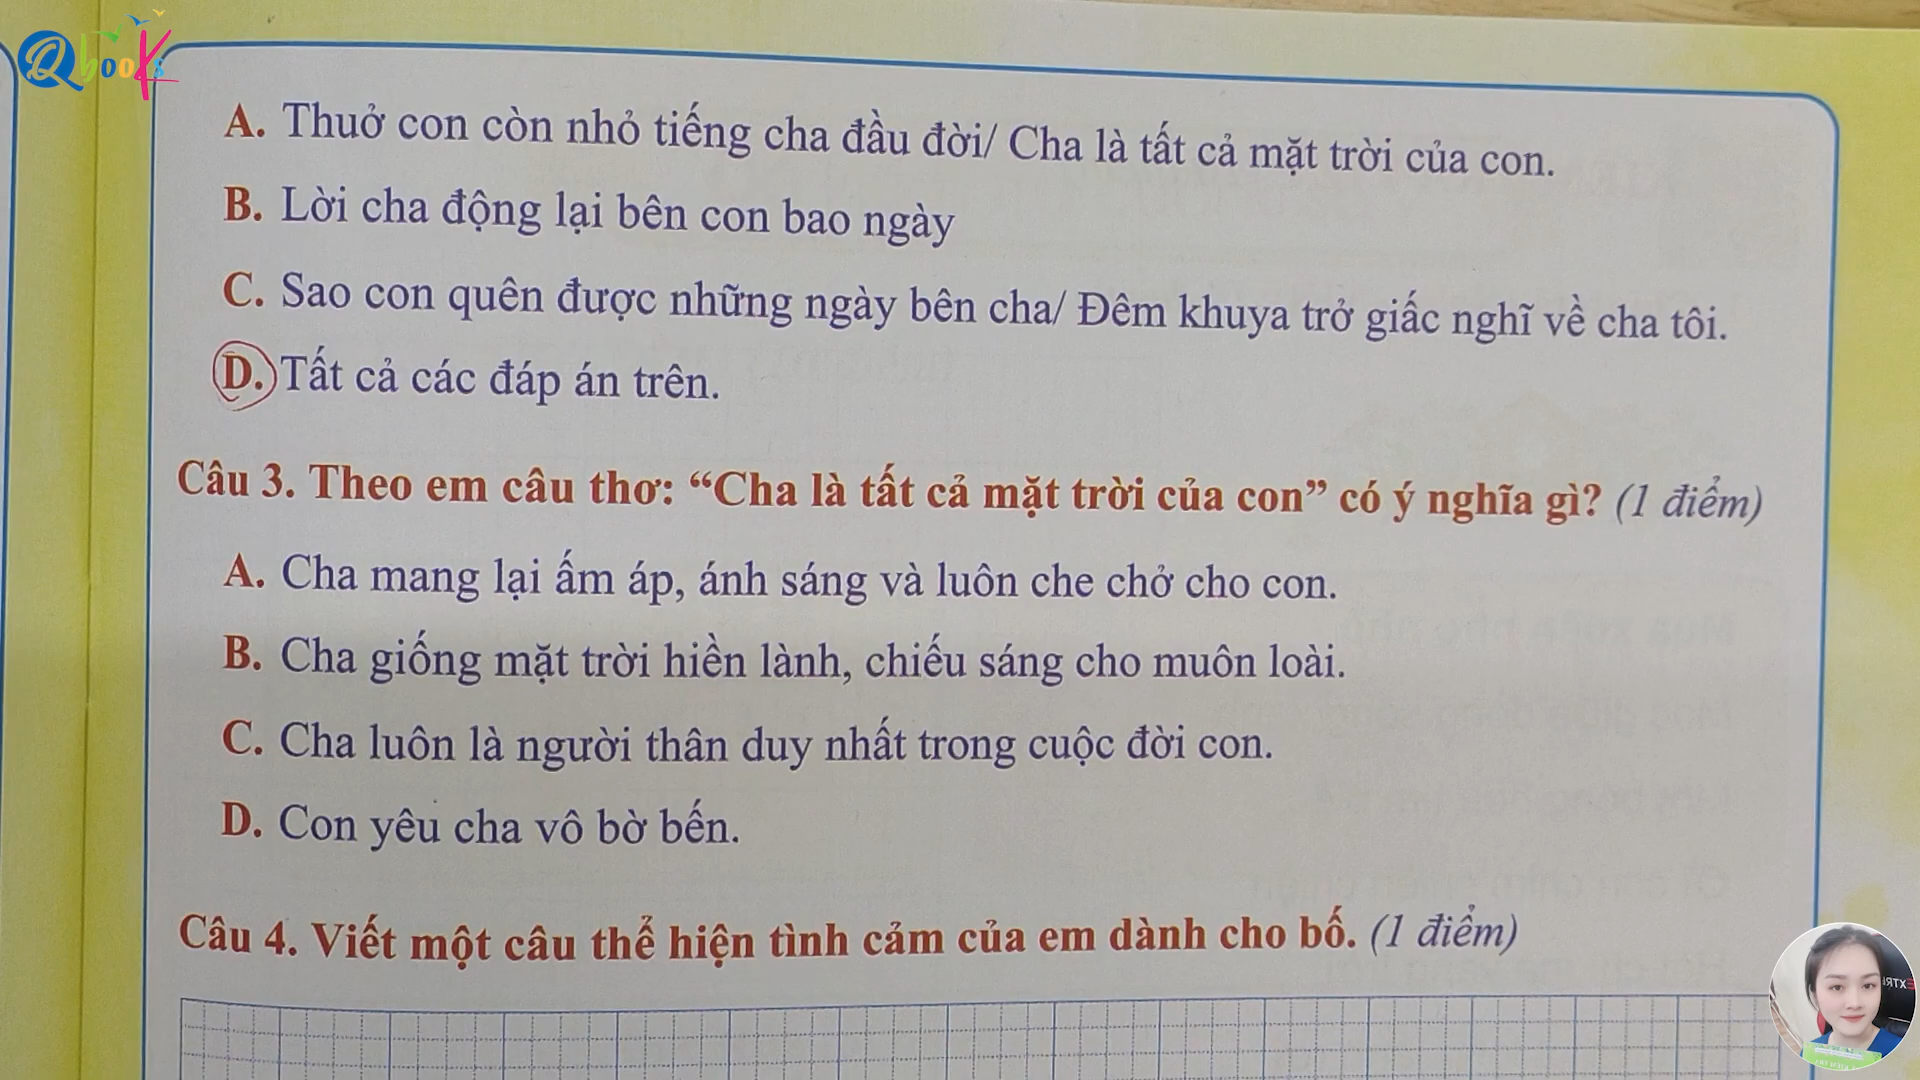 Qbooks
A. Thuở con còn nhỏ tiếng cha đầu đời/ Cha là tất cả mặt trời của con.
B. Lời cha động lại bên con bao ngày
C. Sao con quên được những ngày bên cha/ Đêm khuya trở giấc nghĩ về cha tôi.
D. Tất cả các đáp án trên.
Câu 3. Theo em câu thơ: “Cha là tất cả mặt trời của con” có ý nghĩa gì? (1 điểm)
A. Cha mang lại ấm áp, ánh sáng và luôn che chở cho con.
B. Cha giống mặt trời hiền lành, chiếu sáng cho muôn loài.
C. Cha luôn là người thân duy nhất trong cuộc đời con.
D. Con yêu cha vô bờ bến.
Câu 4. Viết một câu thể hiện tình cảm của em dành cho bố. (1 điểm)